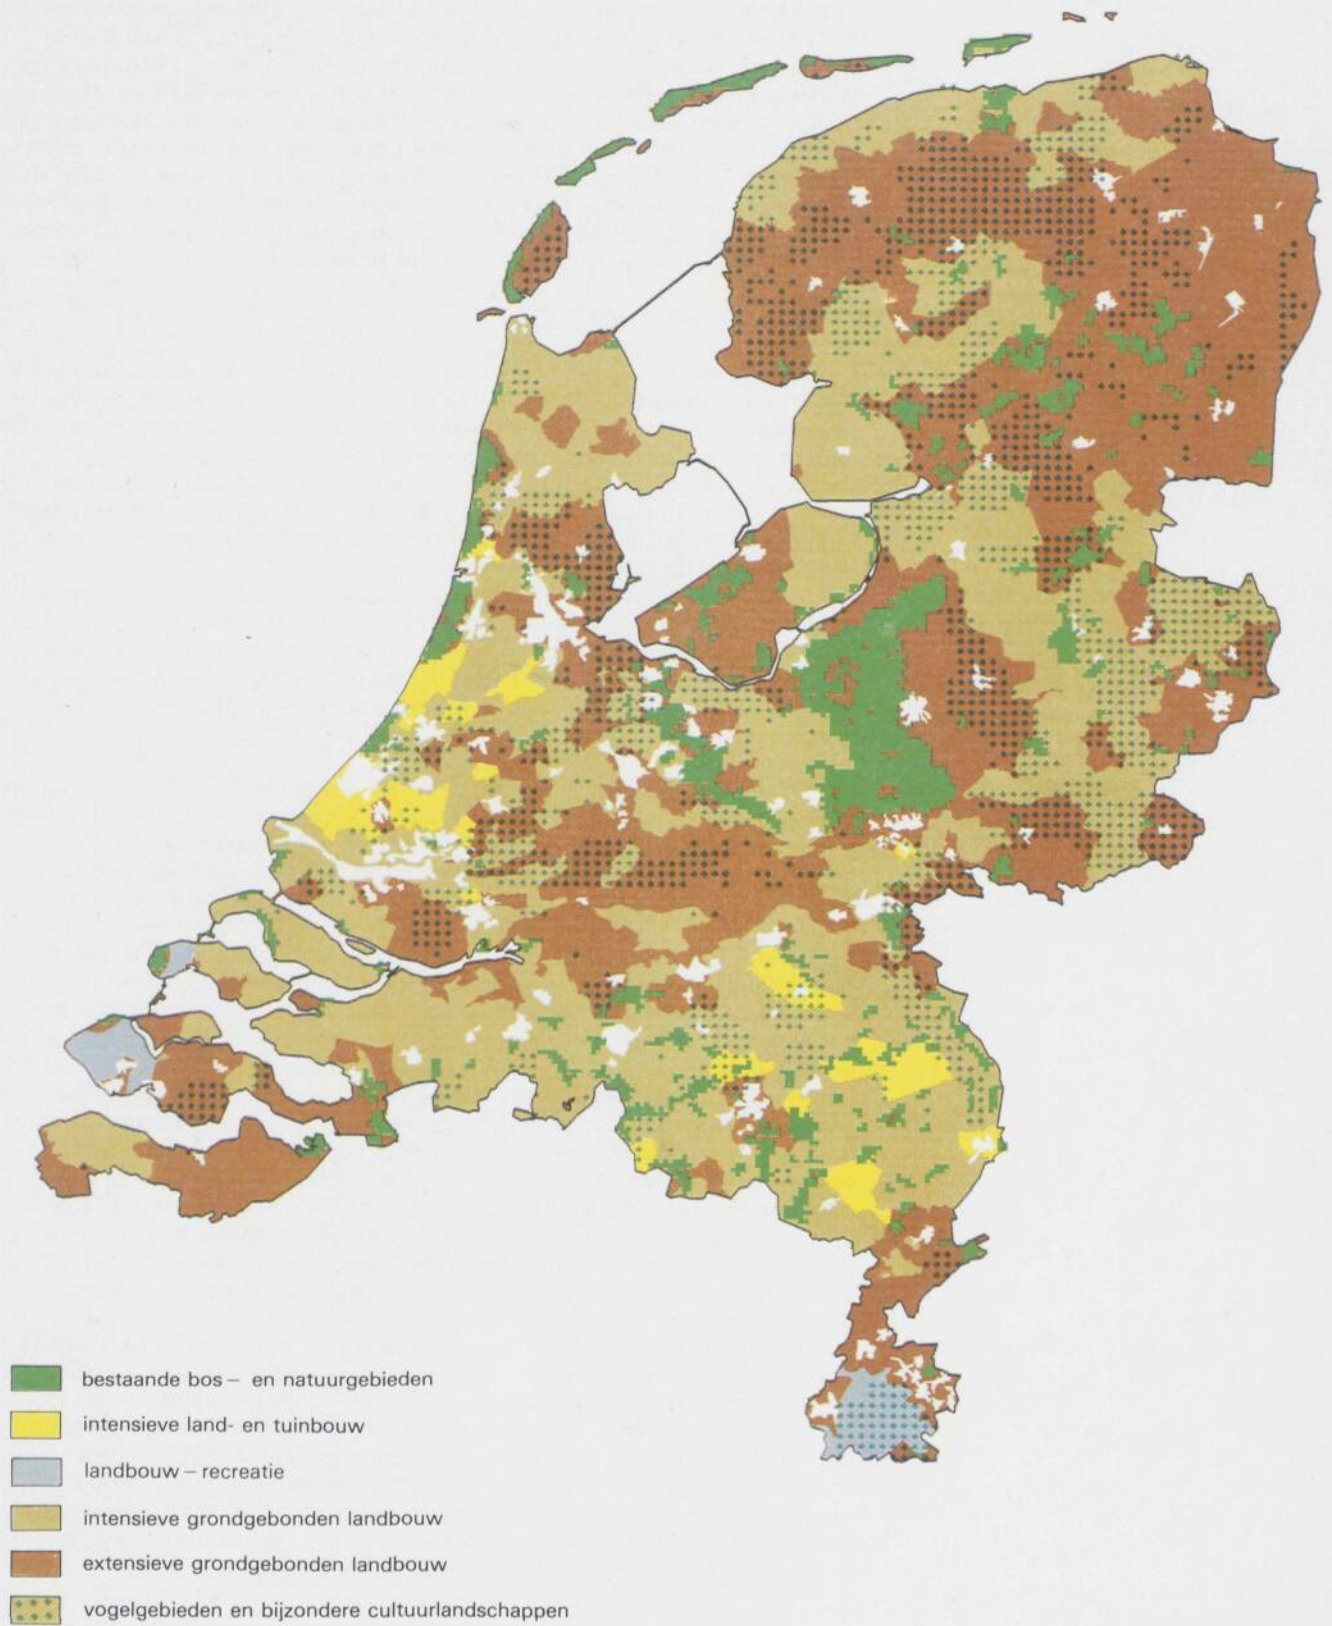 bestaande bos – en natuurgebieden
intensieve land- en tuinbouw
landbouw – recreatie
intensieve grondgebonden landbouw
extensieve grondgebonden landbouw
vogelgebieden en bijzondere cultuurlandschappen